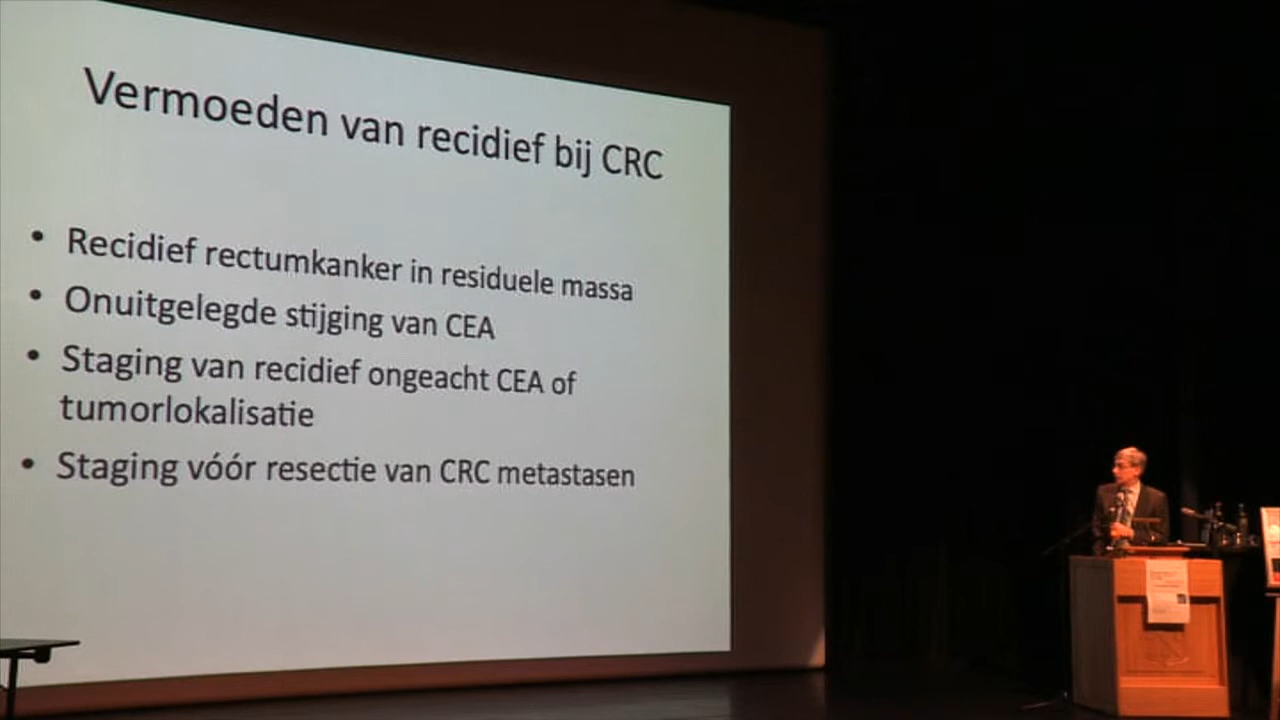 Vermoeden van recidief bij CRC
• Recidief rectumkanker in residuele massa
• Onuitgelegde stijging van CEA
• Staging van recidief ongeacht CEA of
tumorlokalisatie
• Staging vóór resectie van CRC metastasen